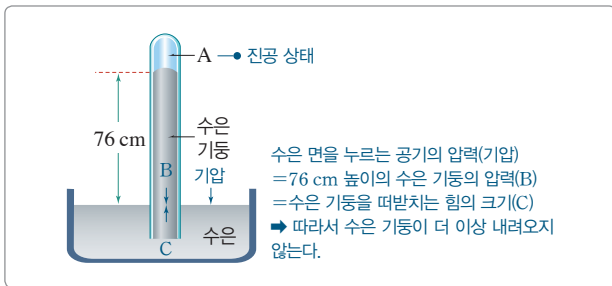 A 진공 상태
76 cm
수은
기둥
B
기압
수은
C
수은 면을 누르는 공기의 압력(기압)
=76 cm 높이의 수은 기둥의 압력(B)
=수은 기둥을 떠받치는 힘의 크기(C)
➡ 따라서 수은 기둥이 더 이상 내려오지
않는다.